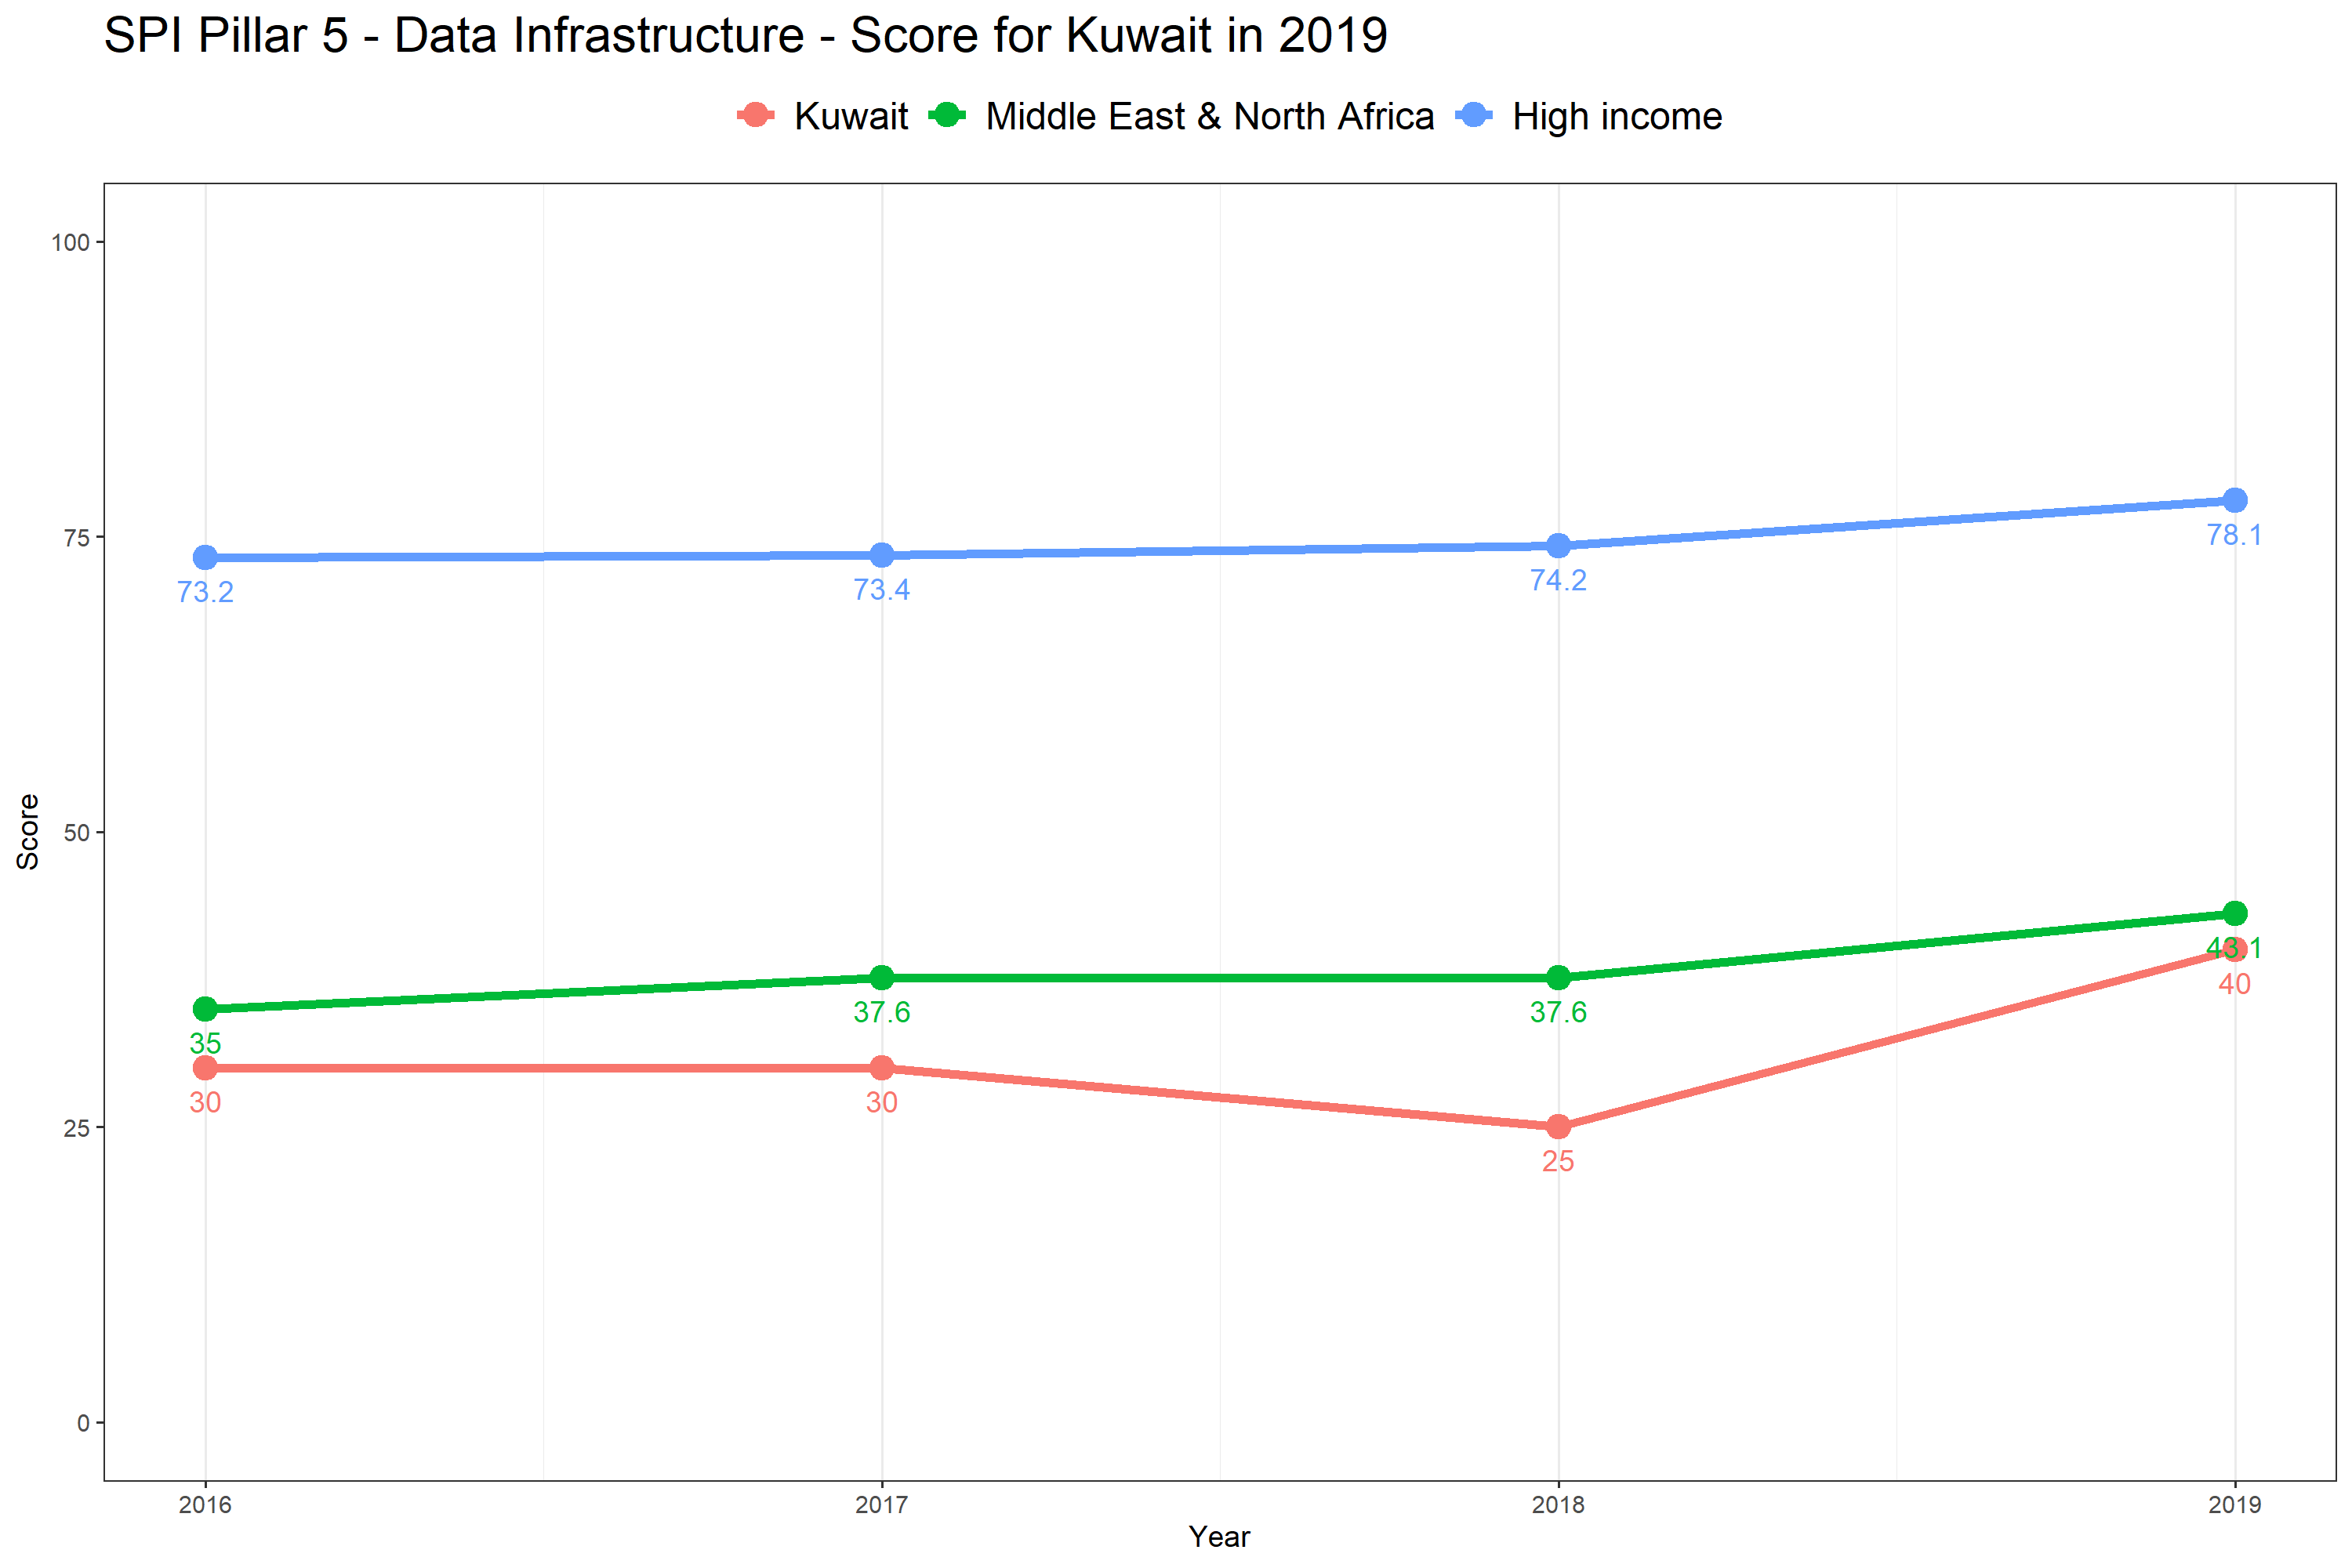 SPI Pillar 5 - Data Infrastructure - Score for Kuwait in 2019
Kuwait Middle East & North Africa High income
100
75
50
25
0
Score
73.2 73.4 74.2 78.1
35 37.6 37.6 43.1
30 30 25 40
2016 2017 2018 2019
Year